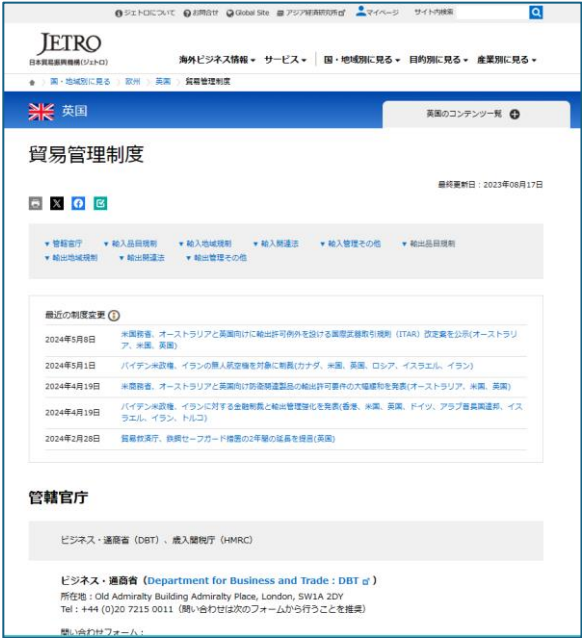 ジェトロについて お問合せ Global Site アジア経済研究所 マイページ サイト内検索
JETRO
日本貿易振興機構(ジェトロ)
海外ビジネス情報 サービス 国・地域別に見る 目的別に見る 産業別に見る
国・地域別に見る 欧州 英国 貿易管理制度
英国
英国のコンテンツ一覧
貿易管理制度
最終更新日:2023年08月17日
管轄官庁 輸入品目規制 輸入地域規制 輸入関連法 輸入管理その他 輸出品目規制
輸出地域規制 輸出関連法 輸出管理その他
最近の制度変更
2024年5月8日 米国務省、オーストラリアと英国向けに輸出許可例外を設ける国際武器取引規則(ITAR)改定案を公示(オーストラリ
ア、米国、英国)
2024年5月1日 バイデン米政権、イランの無人航空機を対象に制裁(カナダ、米国、英国、ロシア、イスラエル、イラン)
2024年4月19日 米商務省、オーストラリアと英国向け防衛関連製品の輸出許可要件の大幅緩和を発表(オーストラリア、米国、英国)
2024年4月19日 バイデン米政権、イランに対する金融制裁と輸出管理強化を発表(香港、米国、英国、ドイツ、アラブ首長国連邦、イス
ラエル、イラン、トルコ)
2024年2月28日 貿易救済庁、鉄鋼セーフガード措置の2年間の延長を提言(英国)
管轄官庁
ビジネス・通商省(DBT)、歳入関税庁(HMRC)
ビジネス・通商省(Department for Business and Trade:DBT)
所在地:Old Admiralty Building Admiralty Place, London, SW1A 2DY
Tel:+44 (0)20 7215 0011(問い合わせは次のフォームから行うことを推奨)
問い合わせフォーム: